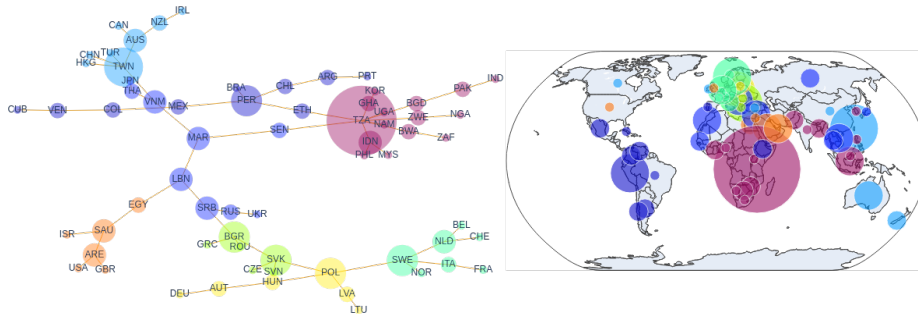 IRL
CAN
NZL
AUS
CHN
TUR
HKG
TWN
JPN
THA
CUB
VEN
COL
VNM
MEX
BRA
PER
CHL
ARG
PRT
ETH
KOR
GHA
UGA
TZA
NAM
IDN
PHL
MYS
BGD
ZWE
BWA
ZAF
NGA
PAK
IND
MAR
SEN
LBN
EGY
ISR
SAU
ARE
USA
GBR
SRB
RUS
UKR
BGR
GRC
ROU
SVK
CZE
SVN
HUN
POL
AUT
DEU
LVA
LTU
SWE
NOR
NLD
BEL
CHE
ITA
FRA